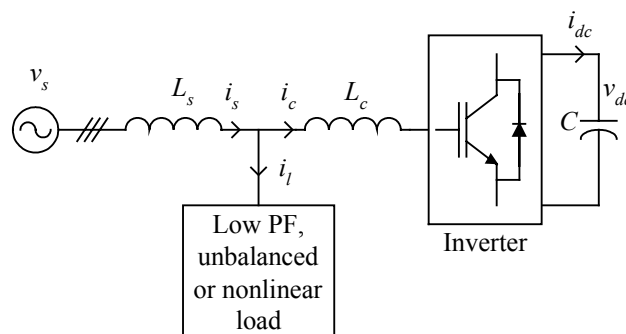 v_s
L_s
i_s
i_c
L_c
i_dc
v_dc
C
i_l
Inverter
Low PF,
unbalanced
or nonlinear
load